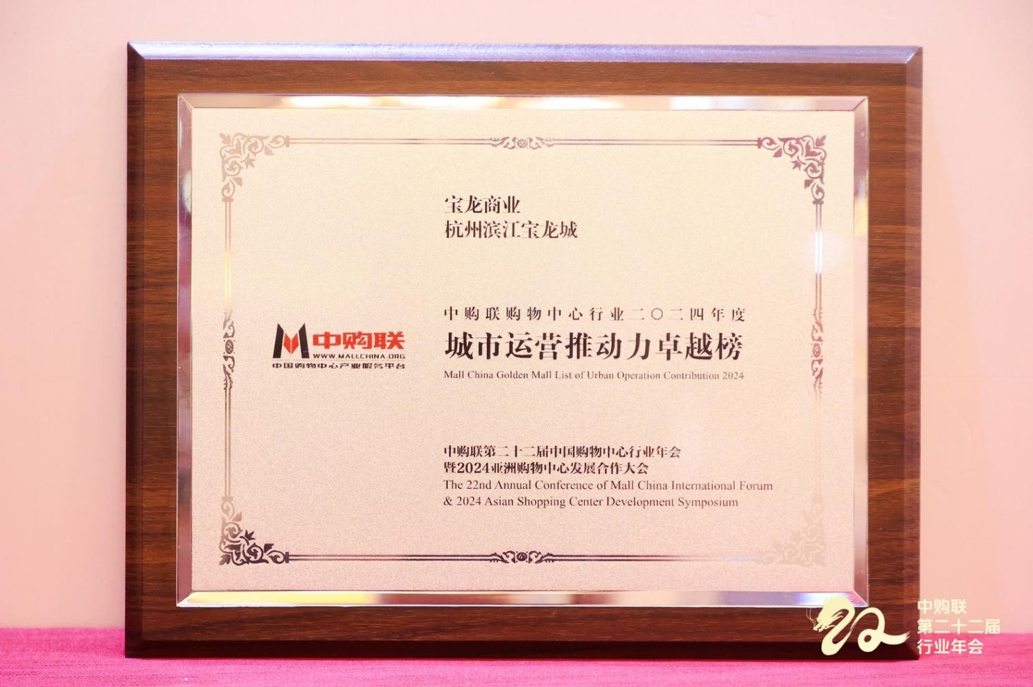 宝龙商业
杭州滨江宝龙城
中购联购物中心行业二〇二四年度
城市运营推动力卓越榜
Mall China Golden Mall List of Urban Operation Contribution 2024
中购联
WWW.MALLCHINA.ORG
中国购物中心产业服务平台
中购联第二十二届中国购物中心行业年会
暨2024亚洲购物中心发展合作大会
The 22nd Annual Conference of Mall China International Forum
& 2024 Asian Shopping Center Development Symposium
中购联
第二十二届
行业年会